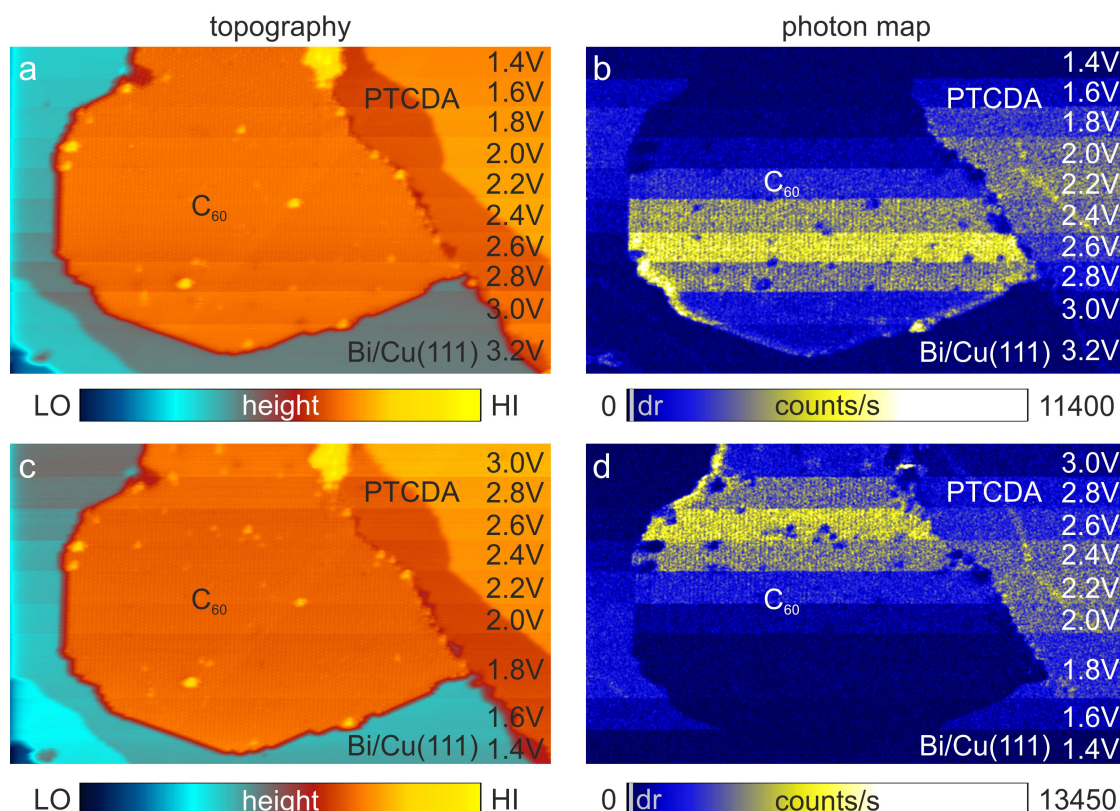 topography
photon map
a
1.4V
PTCDA 1.6V
1.8V
2.0V
2.2V
C60
2.4V
2.6V
2.8V
3.0V
Bi/Cu(111) 3.2V
LO height HI
b
1.4V
PTCDA 1.6V
1.8V
2.0V
C60 2.2V
2.4V
2.6V
2.8V
3.0V
Bi/Cu(111) 3.2V
0 dr counts/s 11400
c
3.0V
PTCDA 2.8V
2.6V
2.4V
2.2V
C60
2.0V
1.8V
1.6V
Bi/Cu(111) 1.4V
LO height HI
d
3.0V
PTCDA 2.8V
2.6V
2.4V
2.2V
C60
2.0V
1.8V
1.6V
Bi/Cu(111) 1.4V
0 dr counts/s 13450